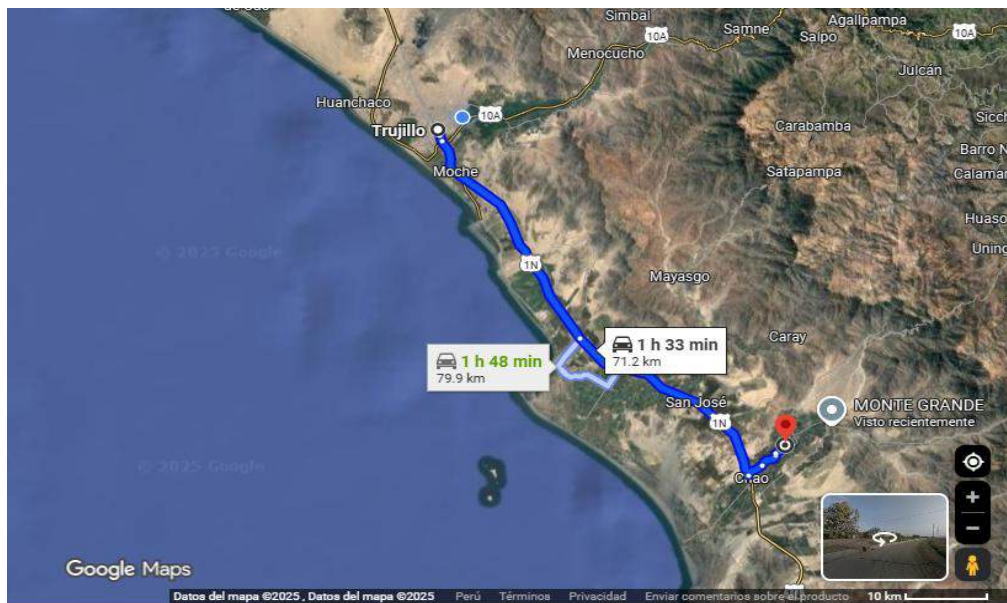 Simbal
Samne
Agallpampa
10A
Salpo
10A
Menocucho
Julcán
Huanchaco
10A
Trujillo
Carabamba
Barro N
Moche
Satapampa
Calamar
Huaso
© 2025 Google
1N
Mayasgo
1 h 33 min
71.2 km
Caray
1 h 48 min
79.9 km
San José
MONTE GRANDE
Visto recientemente
1N
© 2025 Google
Chao
Google Maps
Datos del mapa ©2025 , Datos del mapa ©2025 Perú Términos Privacidad Enviar comentarios sobre el producto 10 km